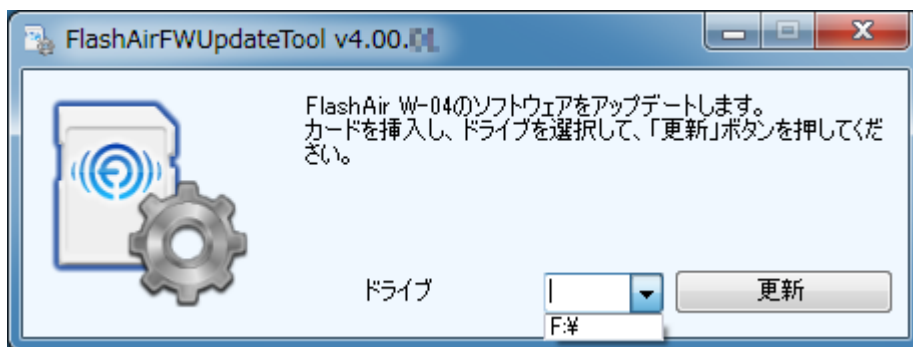 FlashAirFWUpdateTool v4.00.
FlashAir W-04のソフトウェアをアップデートします。
カードを挿入し、ドライブを選択して、「更新」ボタンを押してくだ
さい。
ドライブ
更新
F:¥